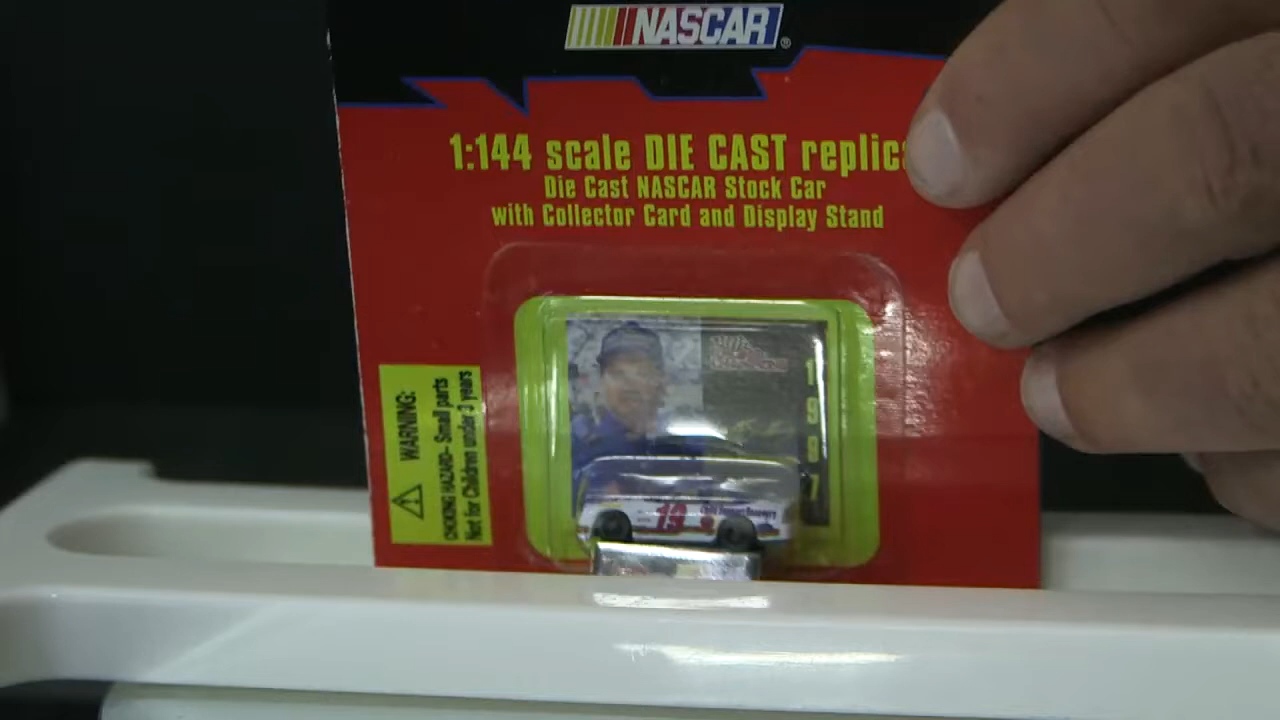 NASCAR®
1:144 scale DIE CAST replica
Die Cast NASCAR Stock Car
with Collector Card and Display Stand
WARNING:
CHOKING HAZARD–Small parts
Not for Children under 3 years
1997
13